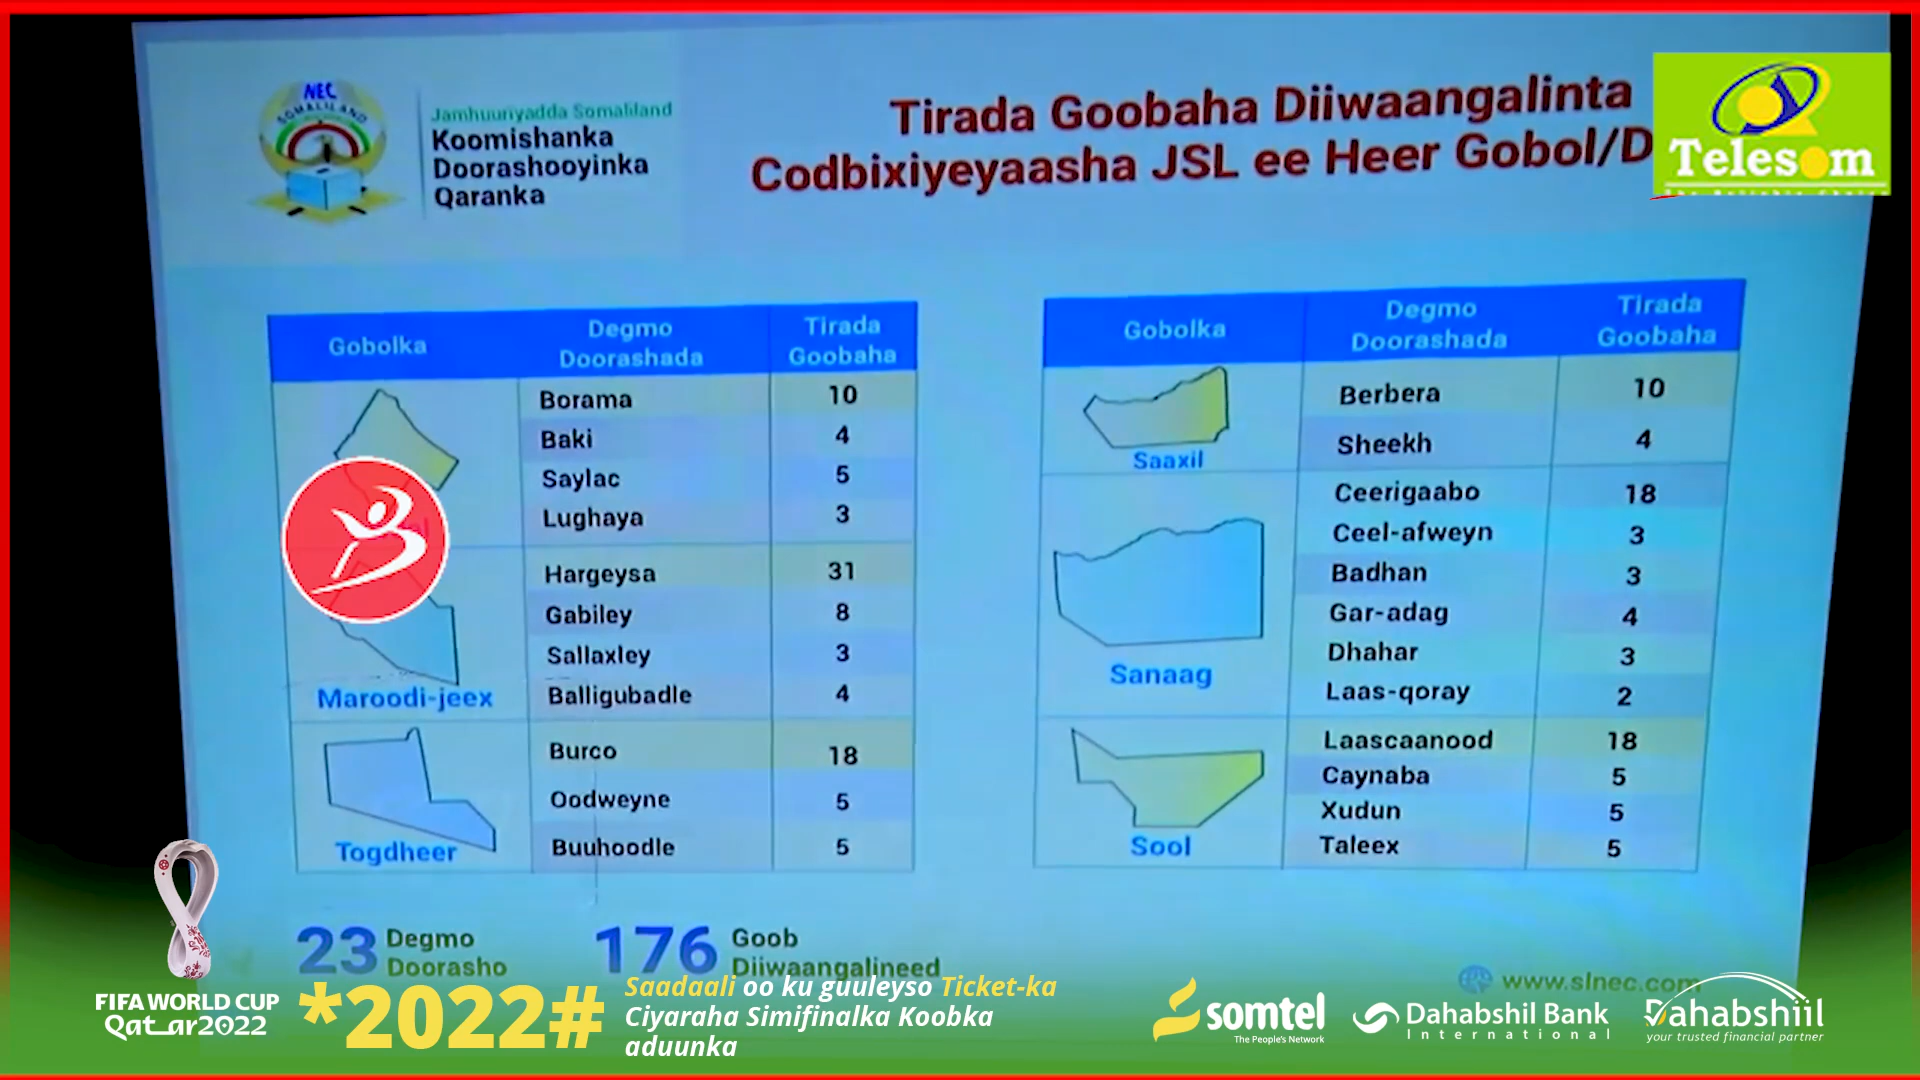 NEC
SOMALILAND
Jamhuuriyadda Somaliland
Koomishanka
Doorashooyinka
Qaranka
Tirada Goobaha Diiwaangalinta
Codbixiyeyaasha JSL ee Heer Gobol/D
Telesom
Gobolka
Degmo
Doorashada
Tirada
Goobaha
Borama 10
Baki 4
Saylac 5
Lughaya 3
Maroodi-jeex
Hargeysa 31
Gabiley 8
Sallaxley 3
Balligubadle 4
Togdheer
Burco 18
Oodweyne 5
Buuhoodle 5
Gobolka
Degmo
Doorashada
Tirada
Goobaha
Saaxil
Berbera 10
Sheekh 4
Sanaag
Ceerigaabo 18
Ceel-afweyn 3
Badhan 3
Gar-adag 4
Dhahar 3
Laas-qoray 2
Sool
Laascaanood 18
Caynaba 5
Xudun 5
Taleex 5
23 Degmo
Doorasho
176 Goob
Diiwaangalineed
www.slnec.com
FIFA WORLD CUP
Qatar2022
*2022#
Saadaali oo ku guuleyso Ticket-ka
Ciyaraha Simifinalka Koobka
aduunka
somtel
The People's Network
Dahabshil Bank
International
Dahabshiil
your trusted financial partner